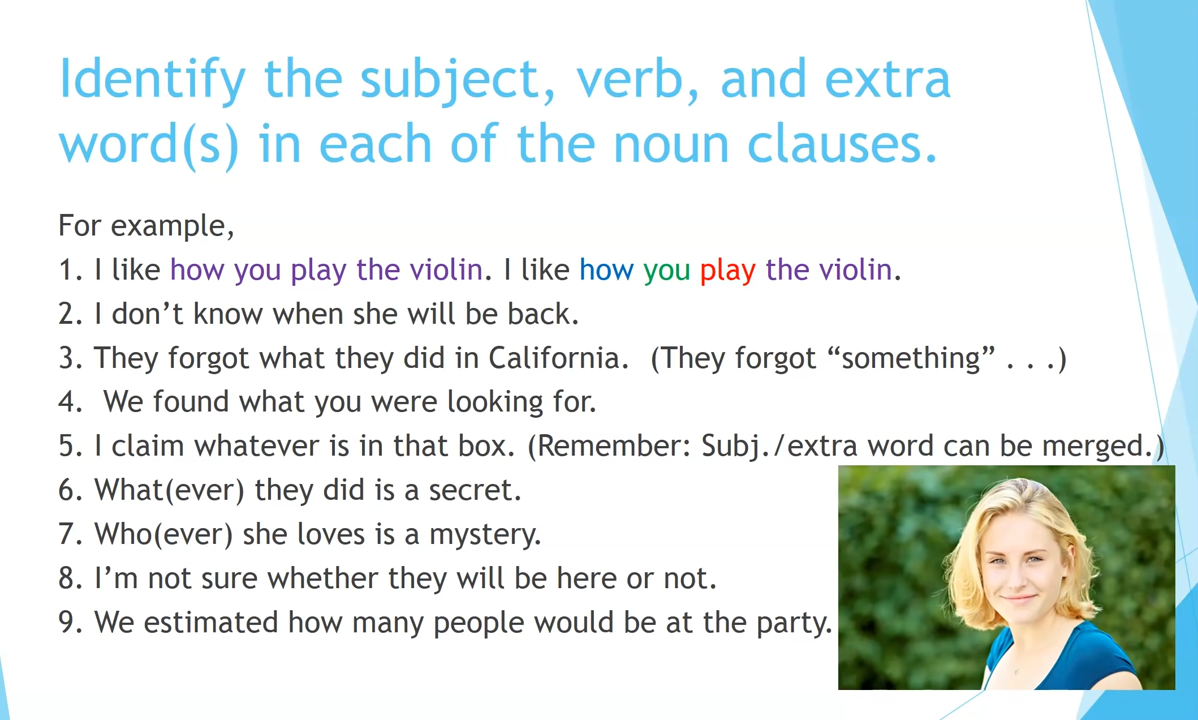 Identify the subject, verb, and extra
word(s) in each of the noun clauses.
For example,
1. I like how you play the violin. I like how you play the violin.
2. I don’t know when she will be back.
3. They forgot what they did in California.  (They forgot “something” . . .)
4.  We found what you were looking for.
5. I claim whatever is in that box. (Remember: Subj./extra word can be merged.)
6. What(ever) they did is a secret.
7. Who(ever) she loves is a mystery.
8. I’m not sure whether they will be here or not.
9. We estimated how many people would be at the party.